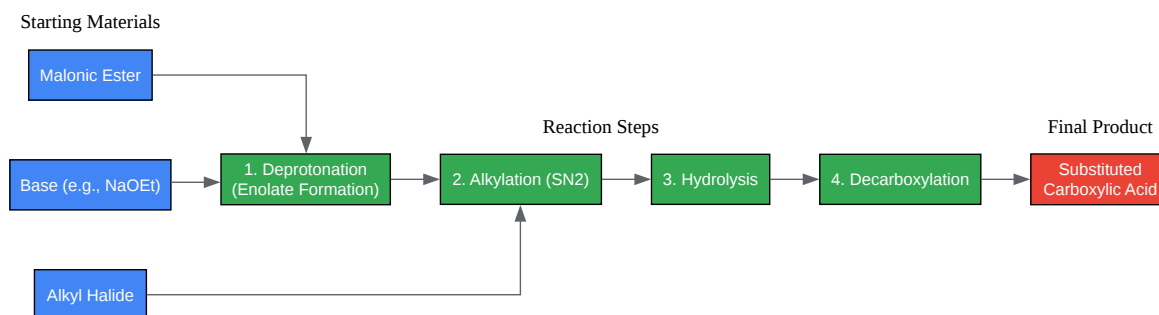 Starting Materials
Malonic Ester
Reaction Steps
Final Product
Base (e.g., NaOEt)
1. Deprotonation
(Enolate Formation)
2. Alkylation (SN2)
3. Hydrolysis
4. Decarboxylation
Substituted
Carboxylic Acid
Alkyl Halide